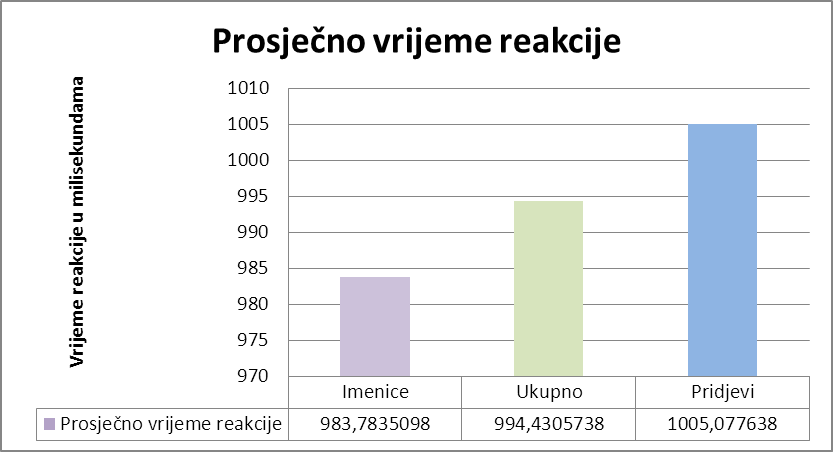 Prosječno vrijeme reakcije
Vrijeme reakcije u milisekundama
1010
1005
1000
995
990
985
980
975
970
Imenice Ukupno Pridjevi
Prosječno vrijeme reakcije 983,7835098 994,4305738 1005,077638